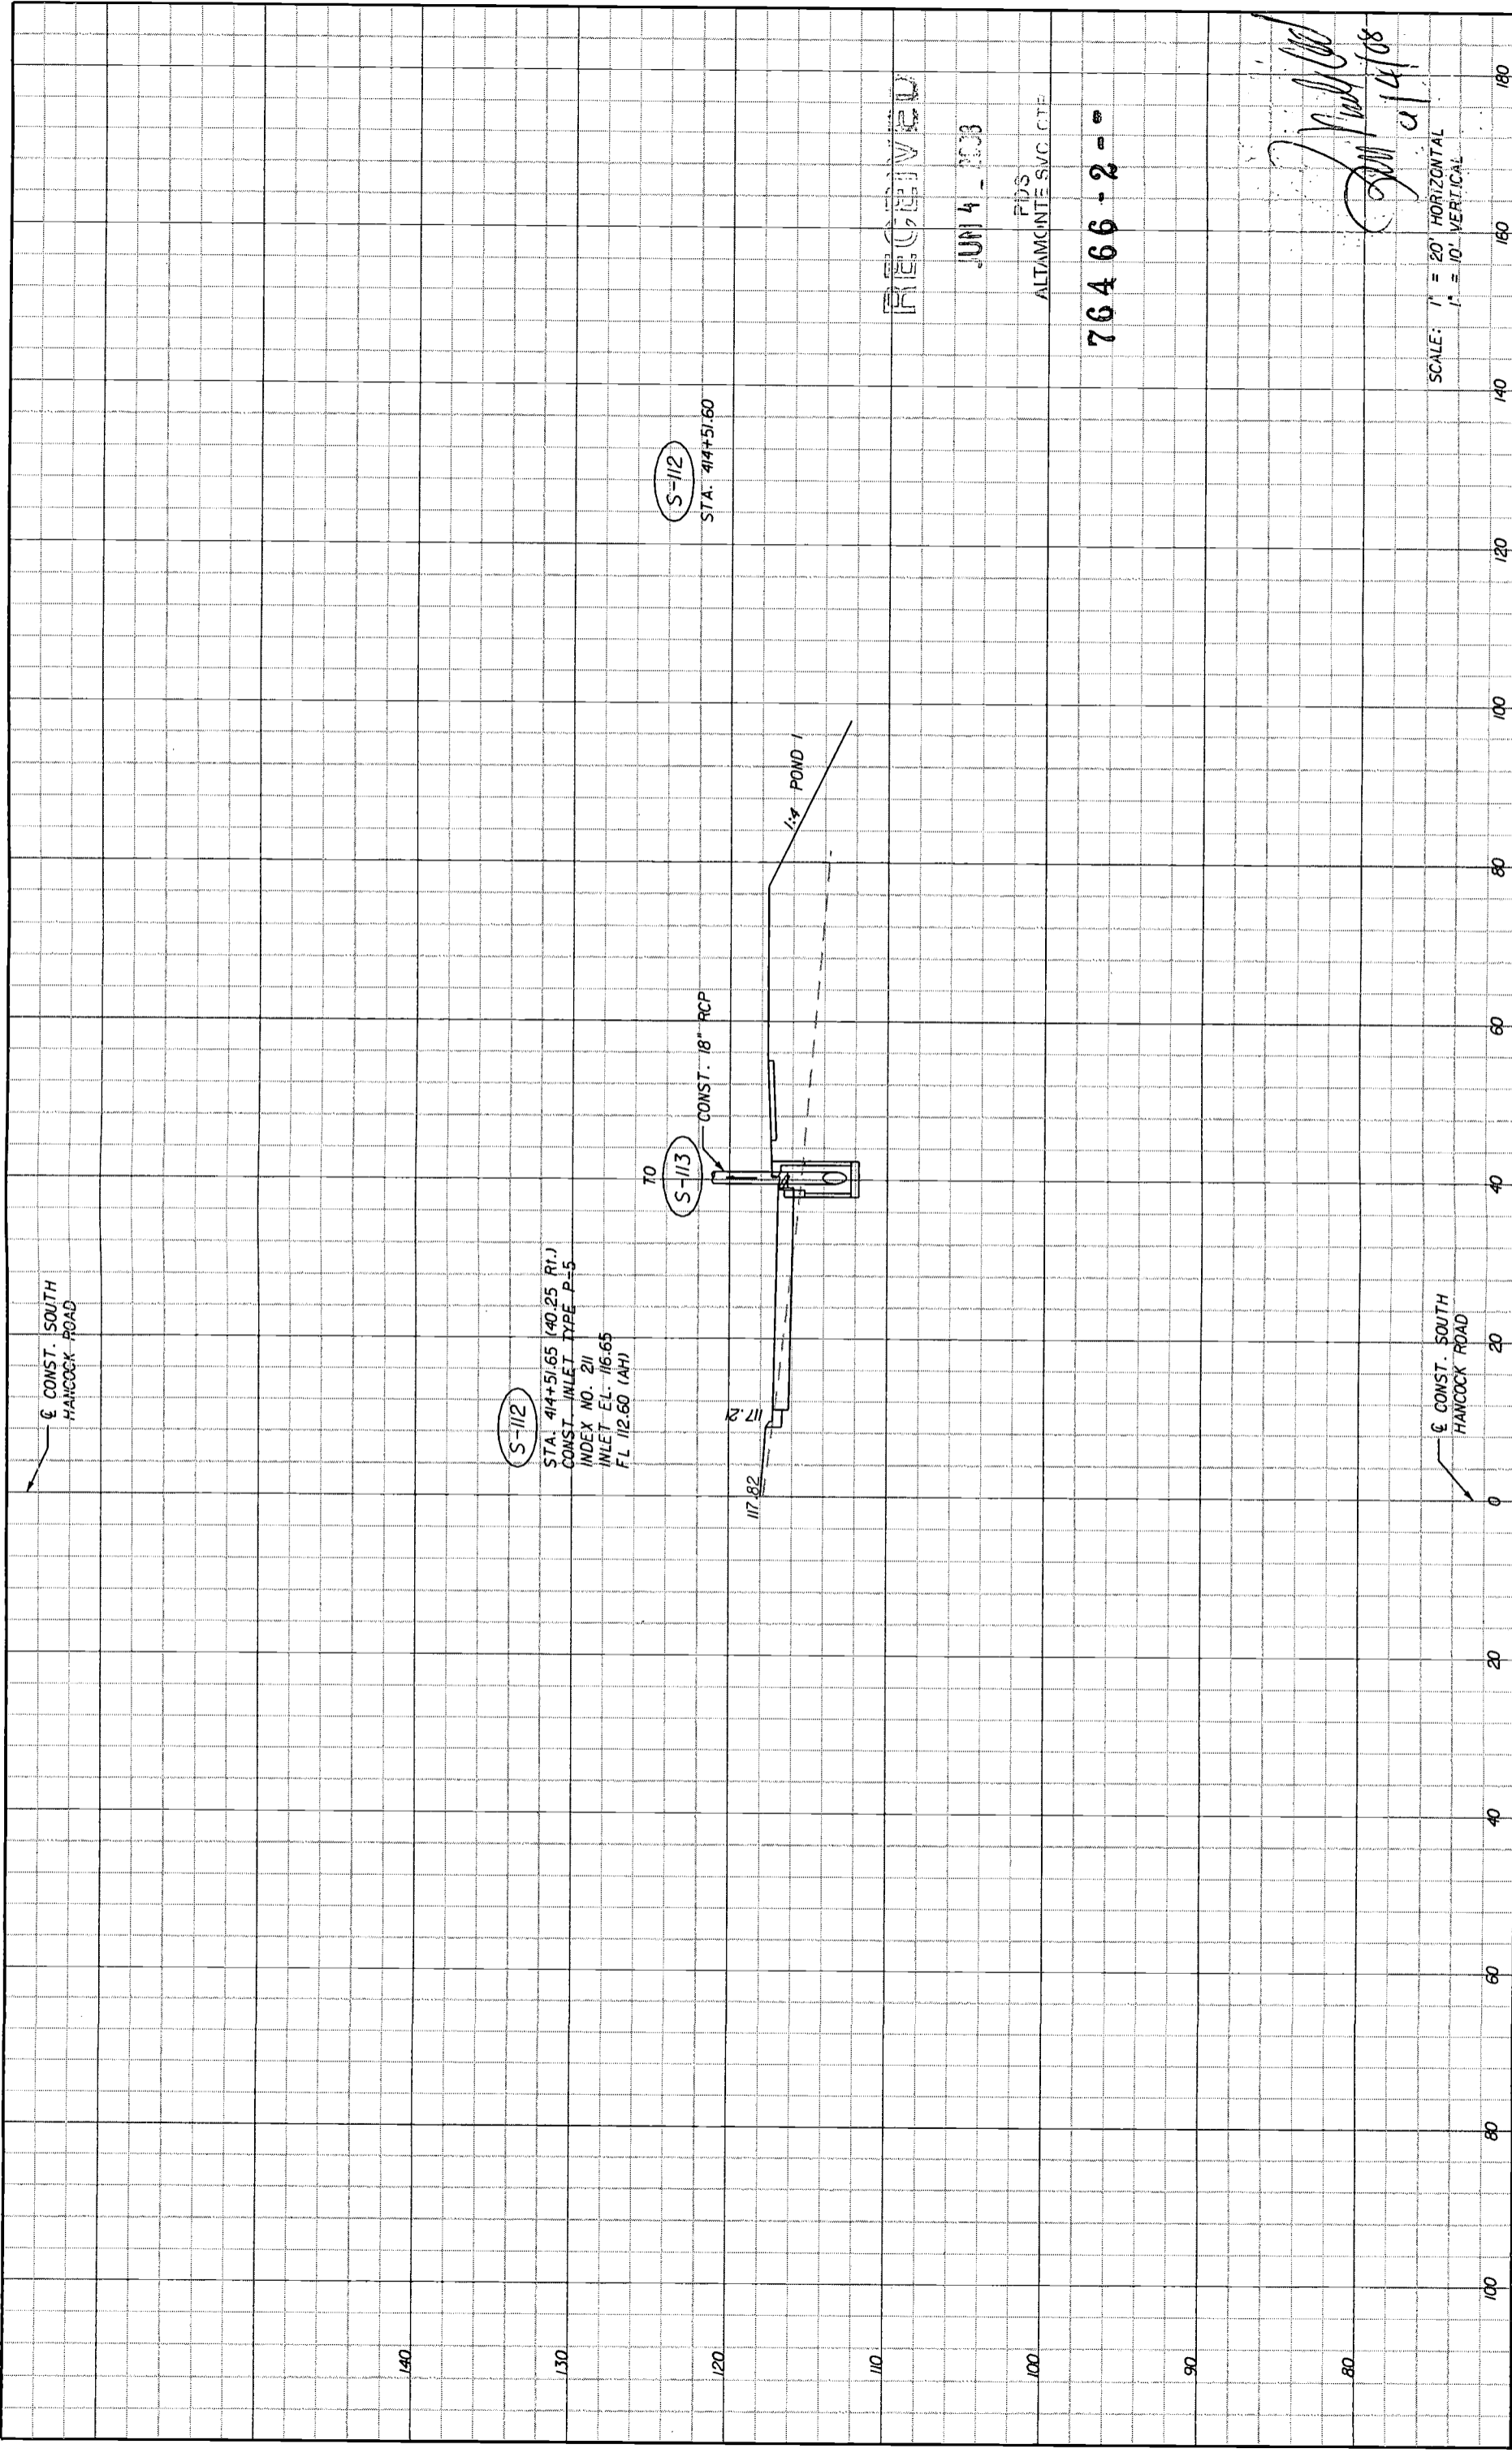 ℄ CONST. SOUTH
HANCOCK ROAD
S-112
STA. 414+51.65 (40.25 Rt.)
CONST. INLET TYPE P-5
INDEX NO. 211
INLET EL. 116.65
FL 112.60 (AH)
TO
S-113
CONST. 18" RCP
S-112
STA. 414+51.60
117.82
117.21
1:4 POND 1
RECEIVED
JUN 4
PDS
ALTAMONTE SVC. CTR
76466-2--
140
130
120
110
100
90
80
℄ CONST. SOUTH
HANCOCK ROAD
SCALE: 1" = 20' HORIZONTAL
1" = 10' VERTICAL
100 80 60 40 20 0 20 40 60 80 100 120 140 160 180